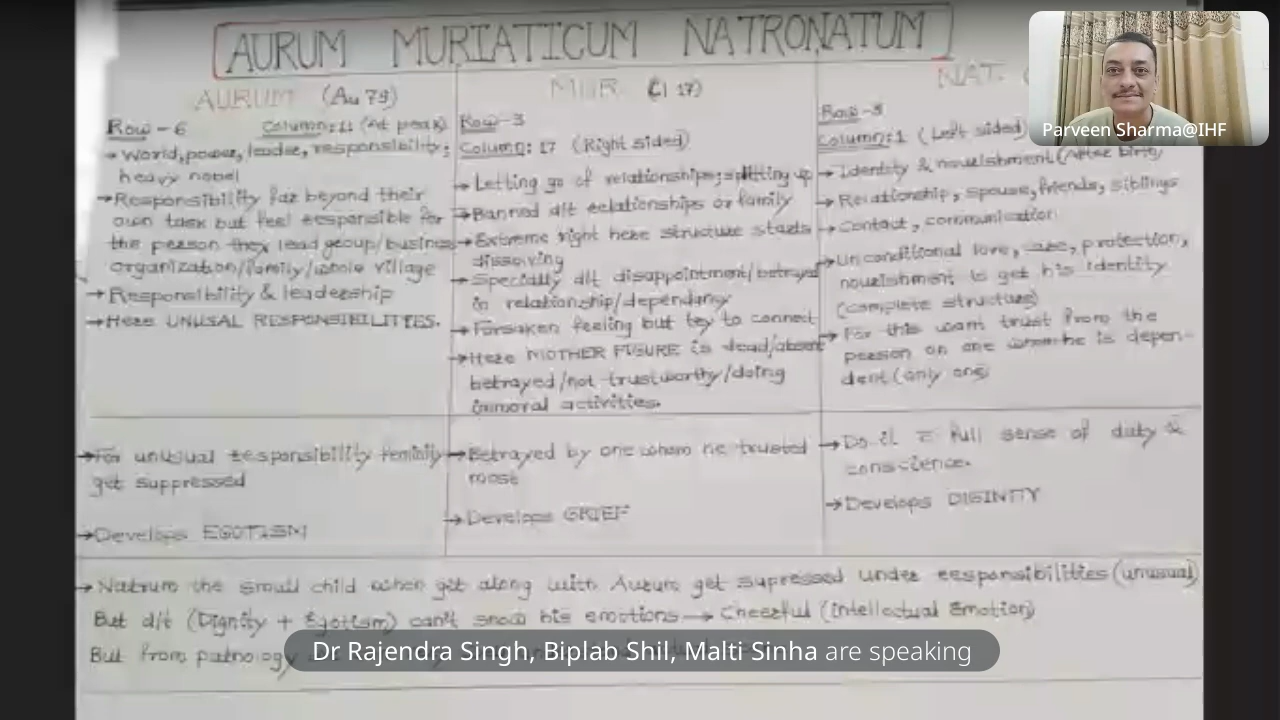 AURUM MURIATICUM NATRONATUM
AURUM (Au 79)
Row-6 Column:11 (At peak)
→ World, power, leader, responsibility;
heavy nobel
→ Responsibility far beyond their
own task but feel responsible for
the person they lead group/business
organization/family/whole village
→ Responsibility & leadership
→ Here UNUSAL RESPONSIBILITIES.
→ For unusual responsibility feminity
get suppressed
→ Develops EGOTISM
MUR (Cl 17)
Row-3
Column: 17 (Right sided)
→ Letting go of relationships; splitting up
→ Banned d/t relationships or family
→ Extreme right here structure starts
dissolving
→ Specially d/t disappointment/betrayed
in relationship/dependancy
→ Forsaken feeling but try to connect
→ Here MOTHER FIGURE is dead/absent
betrayed/not trustworthy/doing
immoral activities.
→ Betrayed by one whom he trusted
most
→ Develops GRIEF
NAT.
Row-3
Column:1 (Left sided)
→ Identity & nourishment (After birth)
→ Relationship, spouse, friends, siblings
→ Contact, communication
→ Unconditional love, care, protection,
nourishment to get his identity
(complete structure)
→ For this want trust from the
person on one whom he is depen-
dent (only one)
→ Do it full sense of duty &
conscience.
→ Develops DIGINITY
→ Natrum the small child when get along with Aurum get supressed under responsibilities (unusual)
But d/t (Dignity + Egotism) can't show his emotions → Cheerful (Intellectual Emotion)
But from pathology
Parveen Sharma@IHF
Dr Rajendra Singh, Biplab Shil, Malti Sinha are speaking